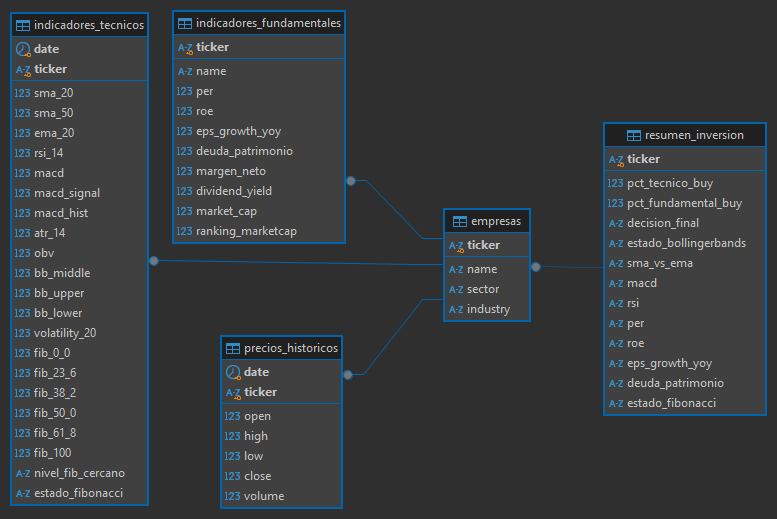 indicadores_tecnicos
date
ticker
123 sma_20
123 sma_50
123 ema_20
123 rsi_14
123 macd
123 macd_signal
123 macd_hist
123 atr_14
123 obv
123 bb_middle
123 bb_upper
123 bb_lower
123 volatility_20
123 fib_0_0
123 fib_23_6
123 fib_38_2
123 fib_50_0
123 fib_61_8
123 fib_100
A-Z nivel_fib_cercano
A-Z estado_fibonacci
indicadores_fundamentales
A-Z ticker
A-Z name
123 per
123 roe
123 eps_growth_yoy
123 deuda_patrimonio
123 margen_neto
123 dividend_yield
123 market_cap
123 ranking_marketcap
precios_historicos
date
A-Z ticker
123 open
123 high
123 low
123 close
123 volume
empresas
A-Z ticker
A-Z name
A-Z sector
A-Z industry
resumen_inversion
A-Z ticker
123 pct_tecnico_buy
123 pct_fundamental_buy
A-Z decision_final
A-Z estado_bollingerbands
A-Z sma_vs_ema
A-Z macd
A-Z rsi
A-Z per
A-Z roe
A-Z eps_growth_yoy
A-Z deuda_patrimonio
A-Z estado_fibonacci